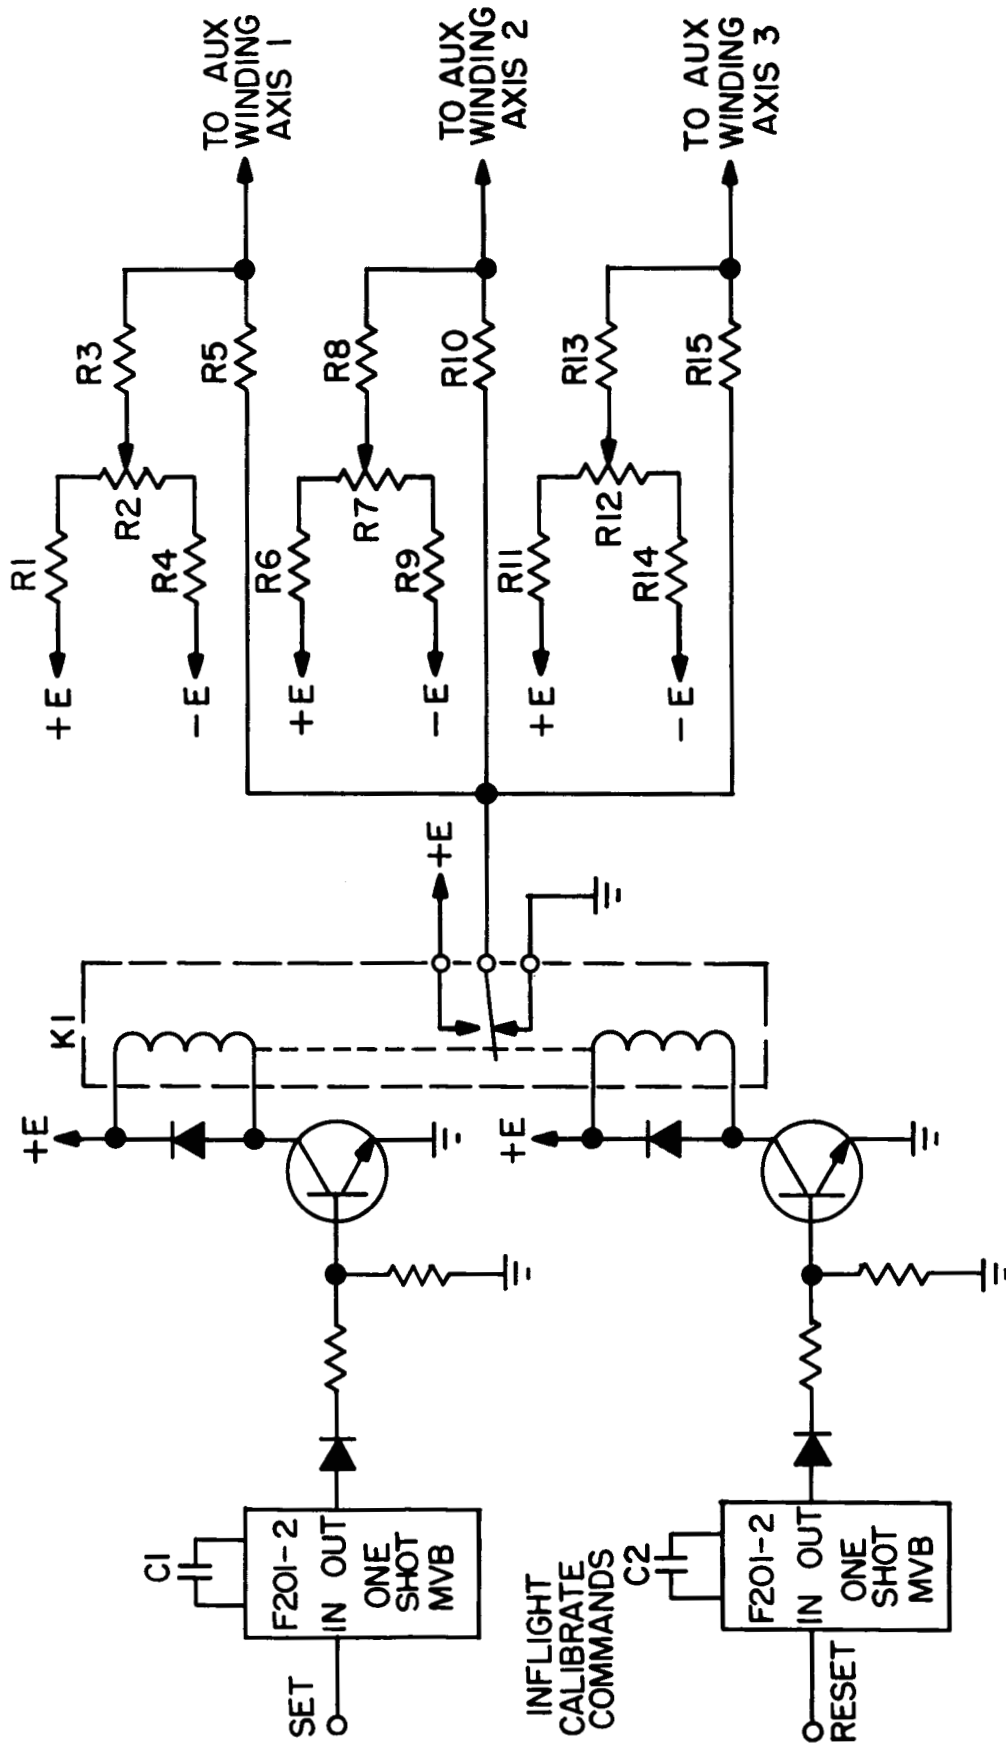 SET
C1
F201-2
IN OUT
ONE
SHOT
MVB
+E
K1
+E
INFLIGHT
CALIBRATE
COMMANDS
RESET
C2
F201-2
IN OUT
ONE
SHOT
MVB
+E
+E
R1
R2
R3
-E
R4
R5
TO AUX
WINDING
AXIS 1
+E
R6
R7
R8
-E
R9
R10
TO AUX
WINDING
AXIS 2
+E
R11
R12
R13
-E
R14
R15
TO AUX
WINDING
AXIS 3